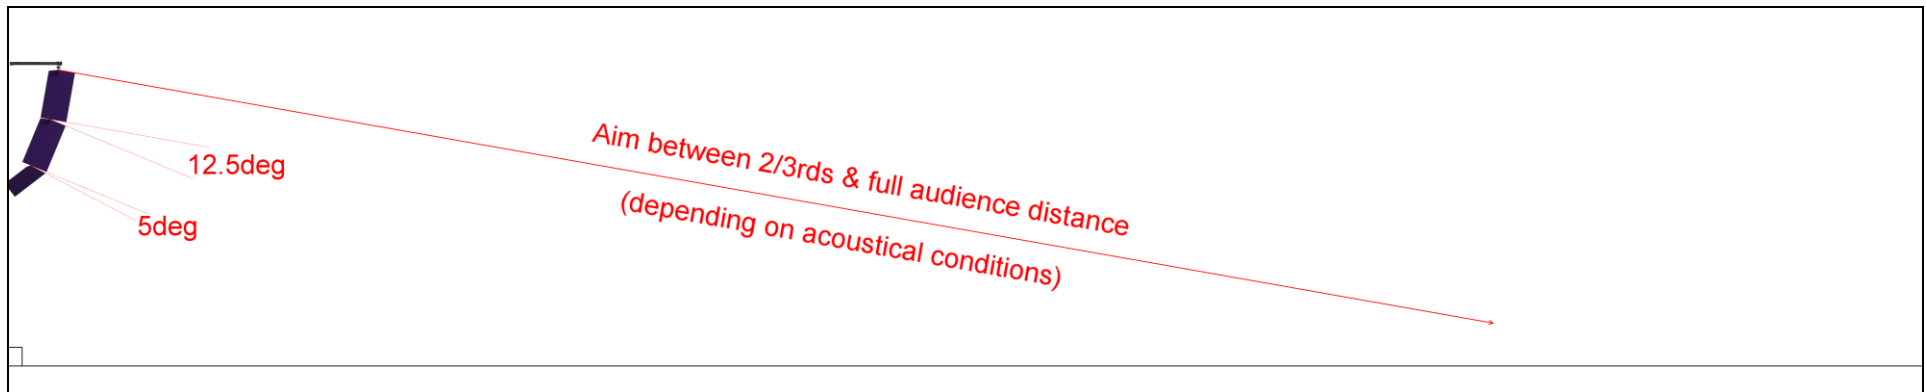 Aim between 2/3rds & full audience distance
(depending on acoustical conditions)
12.5deg
5deg